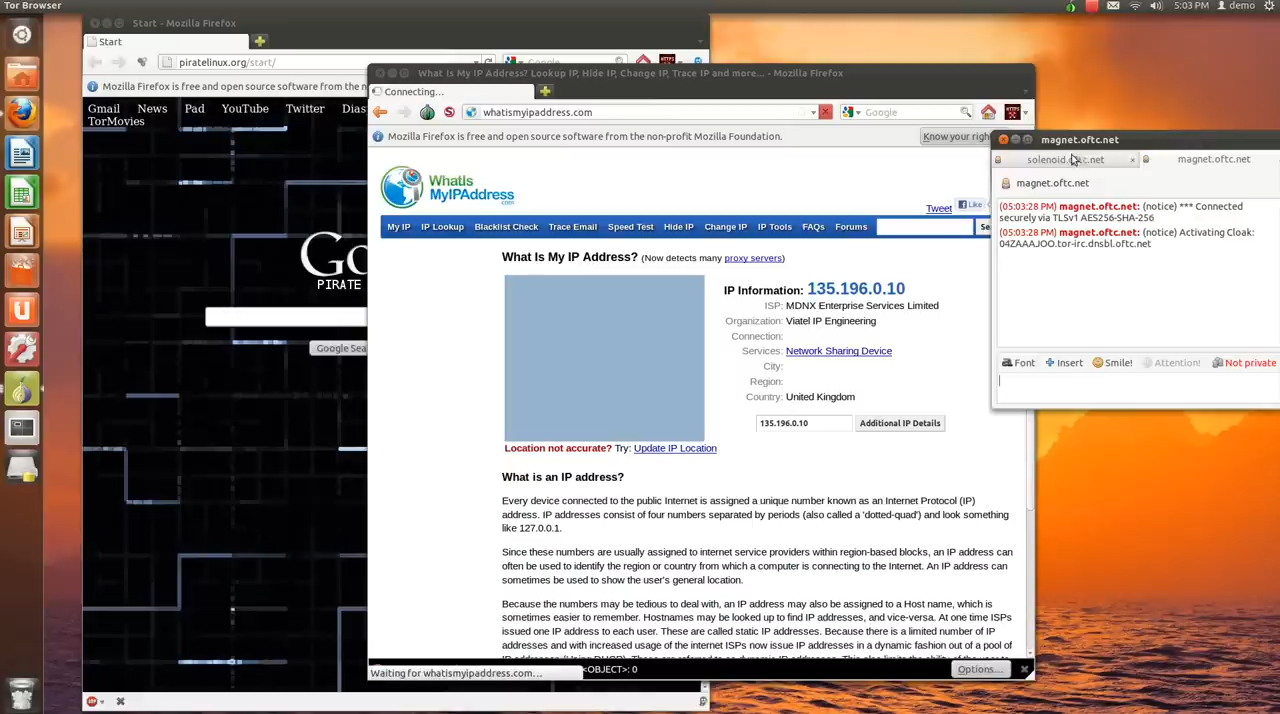 Tor Browser
5:03 PM
demo
Start - Mozilla Firefox
Start
piratelinux.org/start/
Mozilla Firefox is free and open source software from the n
Gmail News Pad YouTube Twitter Dias
TorMovies
Go
PIRATE
Google Sea
What Is My IP Address? Lookup IP, Hide IP, Change IP, Trace IP and more... - Mozilla Firefox
Connecting...
whatismyipaddress.com
Google
Mozilla Firefox is free and open source software from the non-profit Mozilla Foundation.
Know your righ
WhatIs
MyIPAddress
.com
Tweet
Like
My IP IP Lookup Blacklist Check Trace Email Speed Test Hide IP Change IP IP Tools FAQs Forums
Se
What Is My IP Address? (Now detects many proxy servers)
IP Information: 135.196.0.10
ISP: MDNX Enterprise Services Limited
Organization: Viatel IP Engineering
Connection:
Services: Network Sharing Device
City:
Region:
Country: United Kingdom
135.196.0.10
Additional IP Details
Location not accurate? Try: Update IP Location
What is an IP address?
Every device connected to the public Internet is assigned a unique number known as an Internet Protocol (IP)
address. IP addresses consist of four numbers separated by periods (also called a 'dotted-quad') and look something
like 127.0.0.1.
Since these numbers are usually assigned to internet service providers within region-based blocks, an IP address can
often be used to identify the region or country from which a computer is connecting to the Internet. An IP address can
sometimes be used to show the user's general location.
Because the numbers may be tedious to deal with, an IP address may also be assigned to a Host name, which is
sometimes easier to remember. Hostnames may be looked up to find IP addresses, and vice-versa. At one time ISPs
issued one IP address to each user. These are called static IP addresses. Because there is a limited number of IP
addresses and with increased usage of the internet ISPs now issue IP addresses in a dynamic fashion out of a pool of
Waiting for whatismyipaddress.com...
<OBJECT>: 0
Options...
magnet.oftc.net
magnet.oftc.net
magnet.oftc.net
(05:03:28 PM) magnet.oftc.net: (notice) *** Connected
securely via TLSv1 AES256-SHA-256
(05:03:28 PM) magnet.oftc.net: (notice) Activating Cloak:
04ZAAAJOO.tor-irc.dnsbl.oftc.net
Font Insert Smile! Attention! Not private